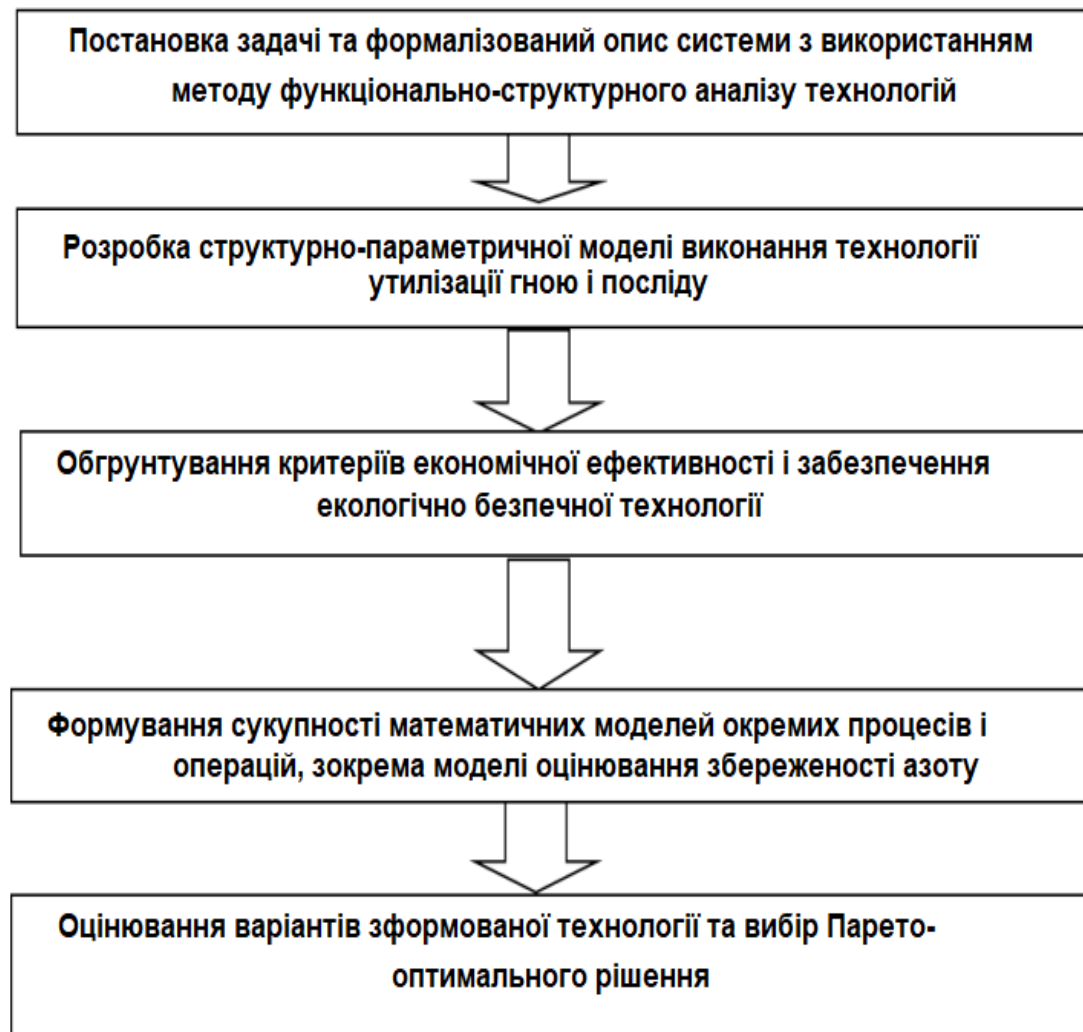 Постановка задачі та формалізований опис системи з використанням
методу функціонально-структурного аналізу технологій
Розробка структурно-параметричної моделі виконання технології
утилізації гною і посліду
Обгрунтування критеріїв економічної ефективності і забезпечення
екологічно безпечної технології
Формування сукупності математичних моделей окремих процесів і
операцій, зокрема моделі оцінювання збереженості азоту
Оцінювання варіантів зформованої технології та вибір Парето-
оптимального рішення